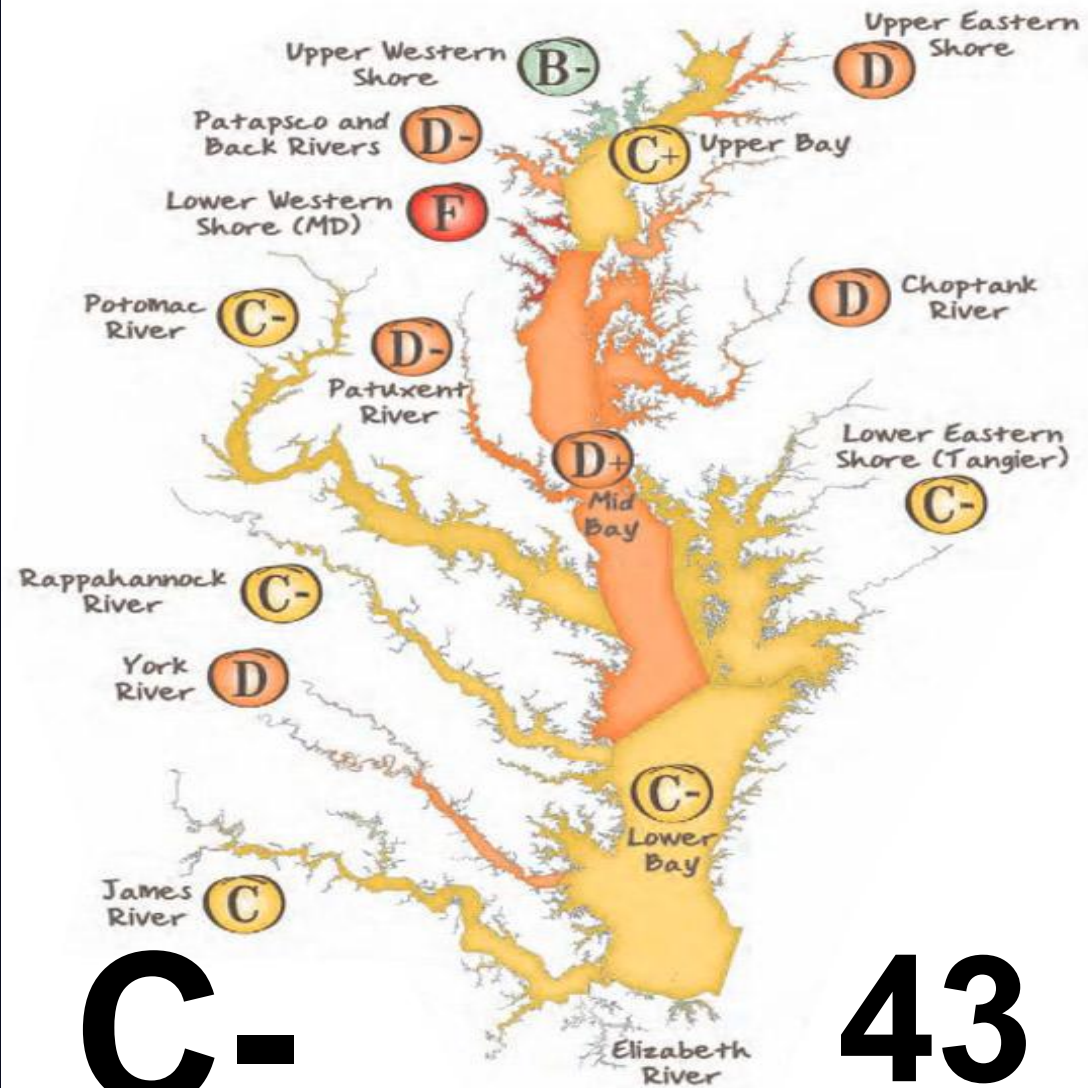 Upper Western
Shore
B-
Upper Eastern
Shore
D
Patapsco and
Back Rivers
D-
C+
Upper Bay
Lower Western
Shore (MD)
F
Potomac
River
C-
D-
Patuxent
River
D
Choptank
River
D+
Mid
Bay
Lower Eastern
Shore (Tangier)
C-
Rappahannock
River
C-
York
River
D
C-
Lower
Bay
James
River
C
Elizabeth
River
C-
43